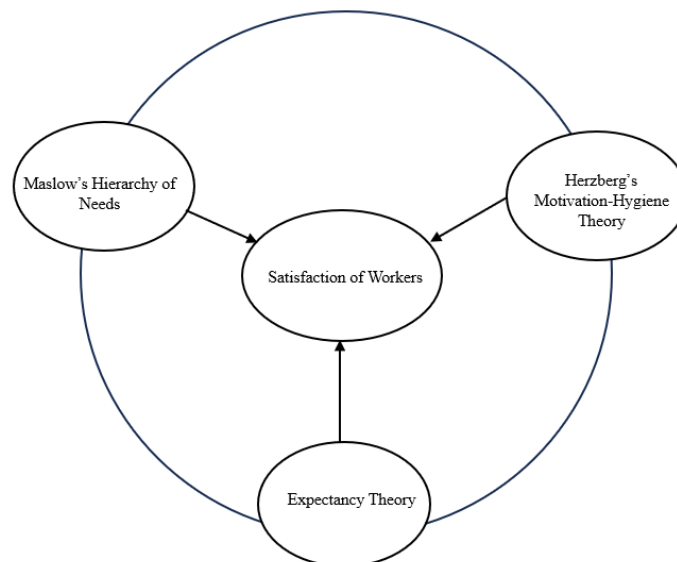 Maslow’s Hierarchy of
Needs
Herzberg’s
Motivation-Hygiene
Theory
Satisfaction of Workers
Expectancy Theory